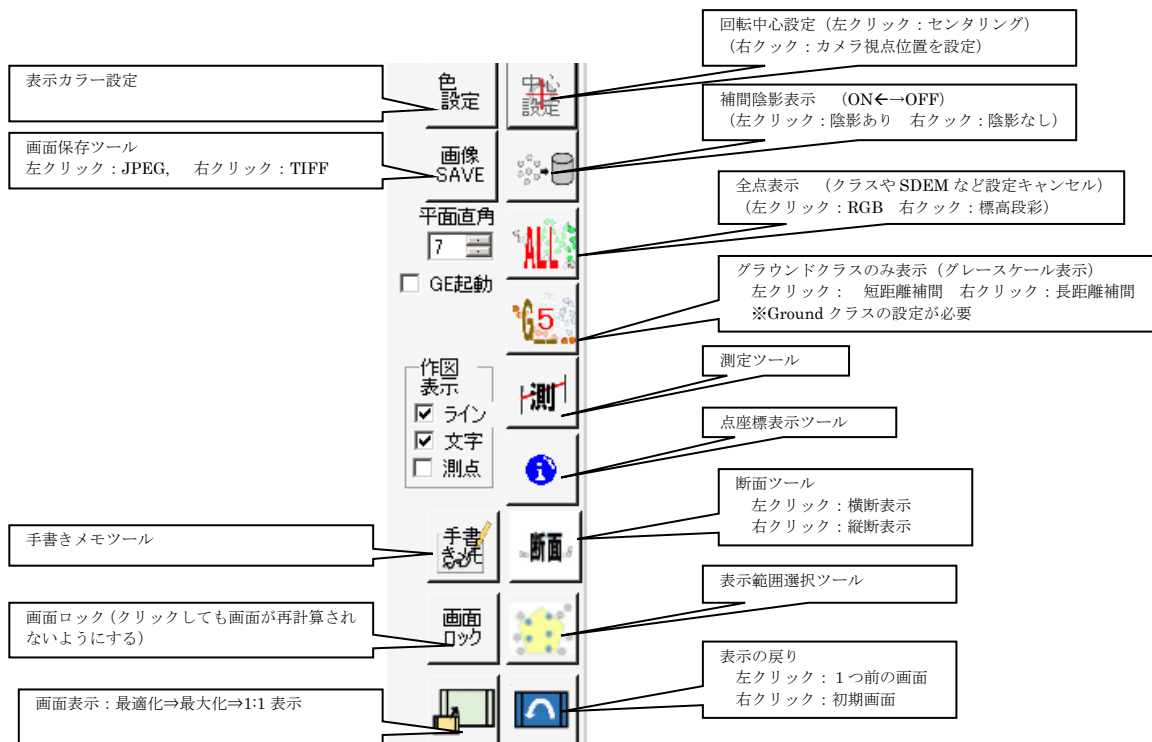 回転中心設定（左クリック：センタリング）
（右クック：カメラ視点位置を設定）
表示カラー設定
色
設定
中心
設定
補間陰影表示　（ON←→OFF）
（左クリック：陰影あり　右クック：陰影なし）
画面保存ツール
左クリック：JPEG,　右クリック：TIFF
画像
SAVE
全点表示　（クラスや SDEM など設定キャンセル）
（左クリック：RGB　右クック：標高段彩）
平面直角
7
ALL
GE起動
グラウンドクラスのみ表示（グレースケール表示）
左クリック：　短距離補間　右クリック：長距離補間
※Ground クラスの設定が必要
G5
測定ツール
作図
表示
ライン
文字
測点
測
点座標表示ツール
i
断面ツール
左クリック：横断表示
右クリック：縦断表示
手書きメモツール
手書
きメモ
断面
表示範囲選択ツール
画面ロック（クリックしても画面が再計算され
ないようにする）
画面
ロック
表示の戻り
左クリック：１つ前の画面
右クリック：初期画面
画面表示：最適化⇒最大化⇒1:1 表示